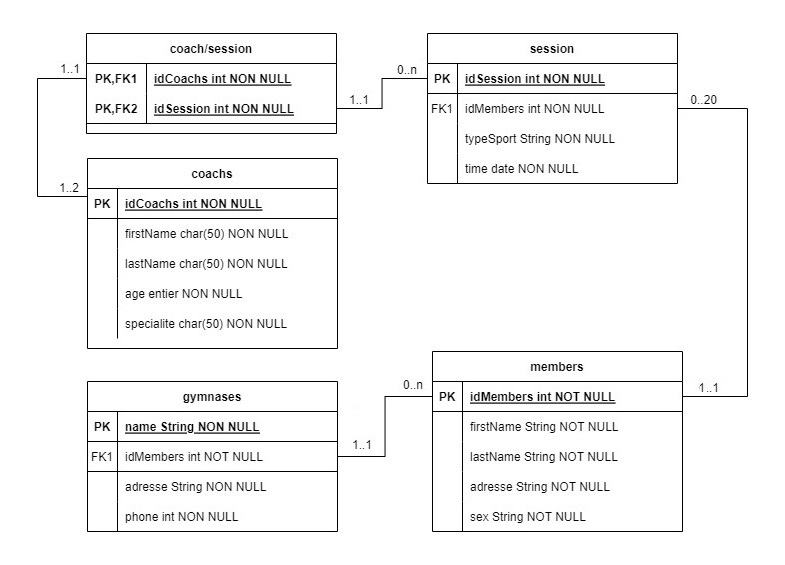 coach/session
PK,FK1 idCoachs int NON NULL
PK,FK2 idSession int NON NULL
1..1
1..1
0..n
session
PK idSession int NON NULL
FK1 idMembers int NON NULL
typeSport String NON NULL
time date NON NULL
0..20
1..2
coachs
PK idCoachs int NON NULL
firstName char(50) NON NULL
lastName char(50) NON NULL
age entier NON NULL
specialite char(50) NON NULL
gymnases
PK name String NON NULL
FK1 idMembers int NOT NULL
adresse String NON NULL
phone int NON NULL
1..1
0..n
members
PK idMembers int NOT NULL
firstName String NOT NULL
lastName String NOT NULL
adresse String NOT NULL
sex String NOT NULL
1..1